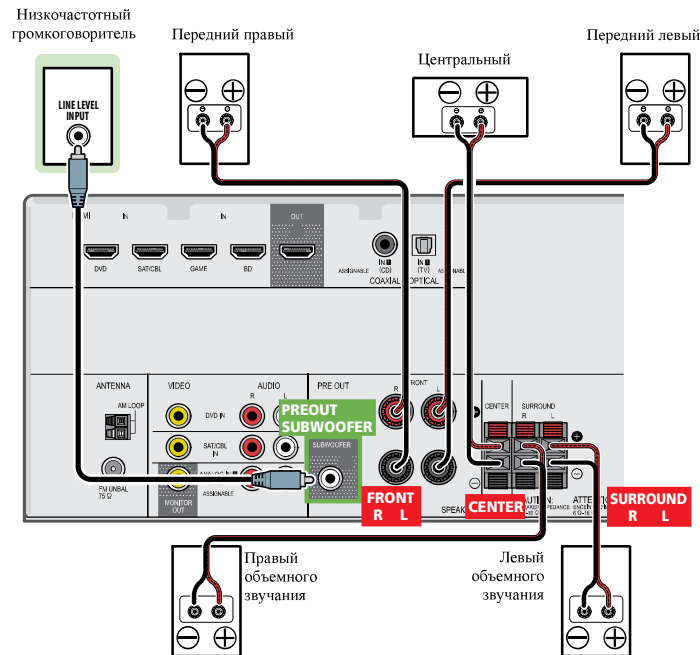 Низкочастотный
громкоговоритель
Передний правый
Центральный
Передний левый
LINE LEVEL
INPUT
IN
IN
OUT
DVD
SAT/CBL
GAME
BD
ASSIGNABLE
IN 1
(CD)
IN 1
(TV)
COAXIAL
OPTICAL
ANTENNA
VIDEO
AUDIO
R
L
PRE OUT
FRONT
R
L
CENTER
SURROUND
R
L
AM LOOP
DVD IN
PREOUT
SUBWOOFER
SAT/CBL
IN
SUBWOOFER
FM UNBAL
75 Ω
MONITOR
OUT
ASSIGNABLE
FRONT
R L
CENTER
SURROUND
R L
Правый
объемного
звучания
Левый
объемного
звучания